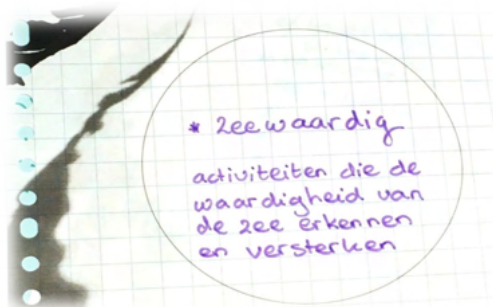 * Zeewaardig
activiteiten die de
waardigheid van
de zee erkennen
en versterken